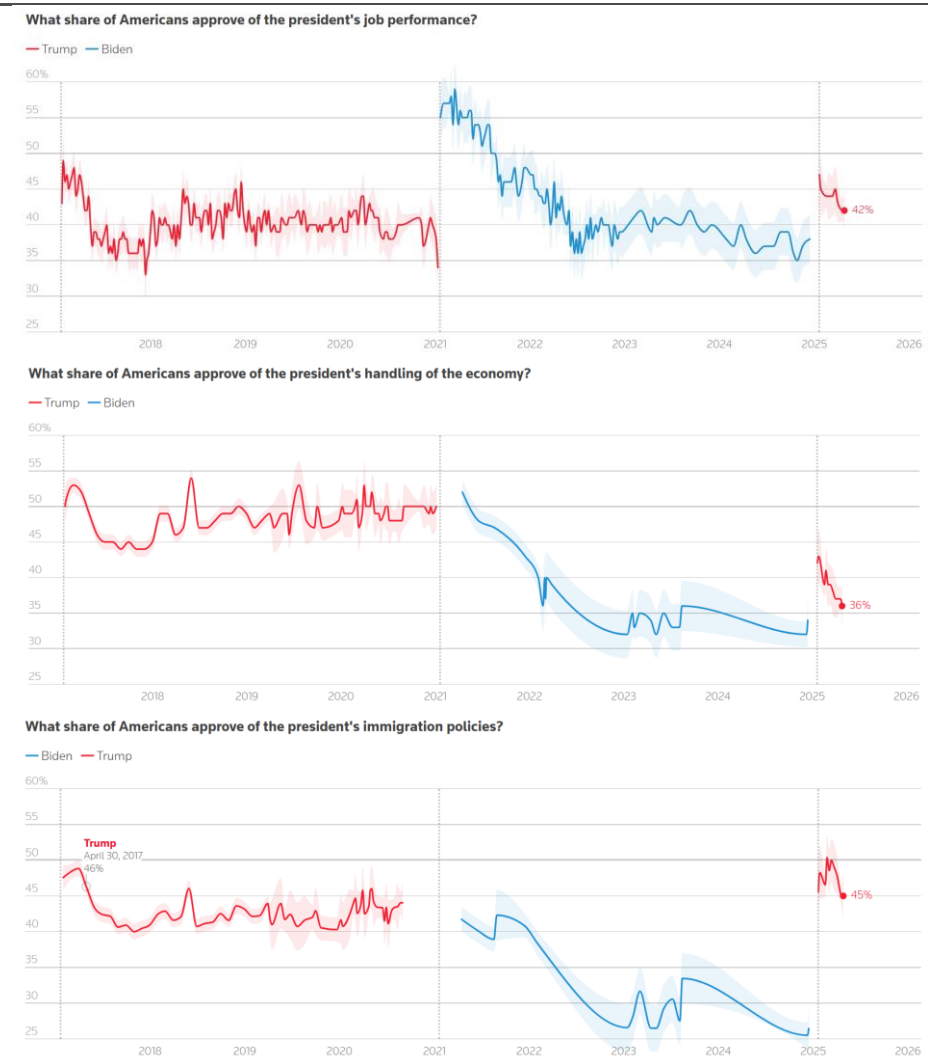 What share of Americans approve of the president's job performance?
Trump Biden
60%
55
50
45
40
35
30
25
42%
2018 2019 2020 2021 2022 2023 2024 2025 2026
What share of Americans approve of the president's handling of the economy?
Trump Biden
60%
55
50
45
40
35
30
25
36%
2018 2019 2020 2021 2022 2023 2024 2025 2026
What share of Americans approve of the president's immigration policies?
Biden Trump
60%
55
50
45
40
35
30
25
Trump
April 30, 2017
46%
45%
2018 2019 2020 2021 2022 2023 2024 2025 2026